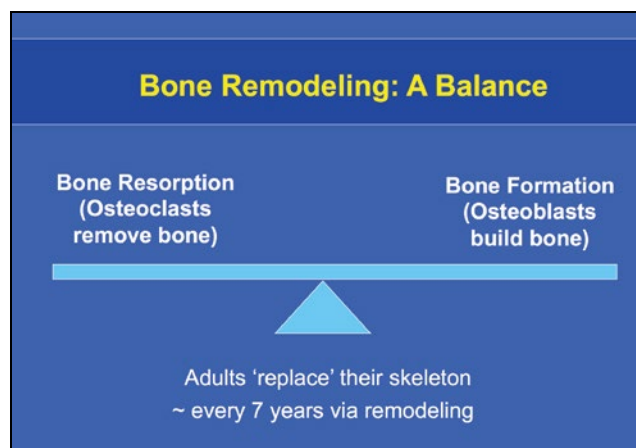 Bone Remodeling: A Balance
Bone Resorption
(Osteoclasts
remove bone)
Bone Formation
(Osteoblasts
build bone)
Adults ‘replace’ their skeleton
~ every 7 years via remodeling